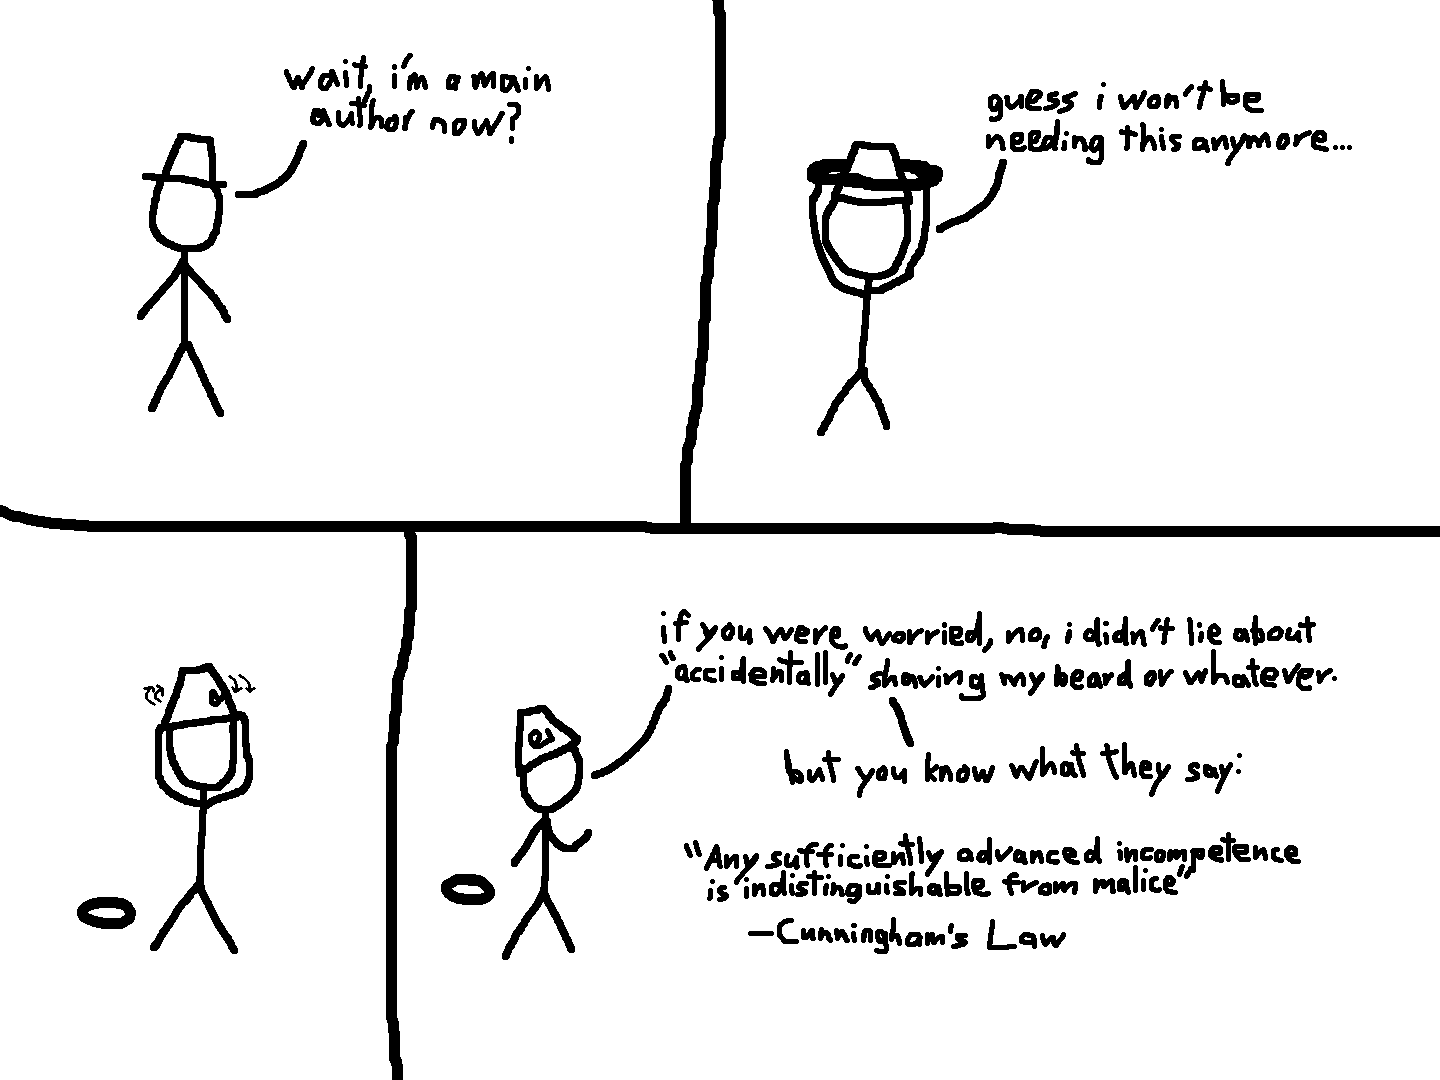 wait, i'm a main
author now?
guess i won't be
needing this anymore...
if you were worried, no, i didn't lie about
"accidentally" shaving my beard or whatever.
but you know what they say:
"Any sufficiently advanced incompetence
is indistinguishable from malice"
—Cunningham's Law